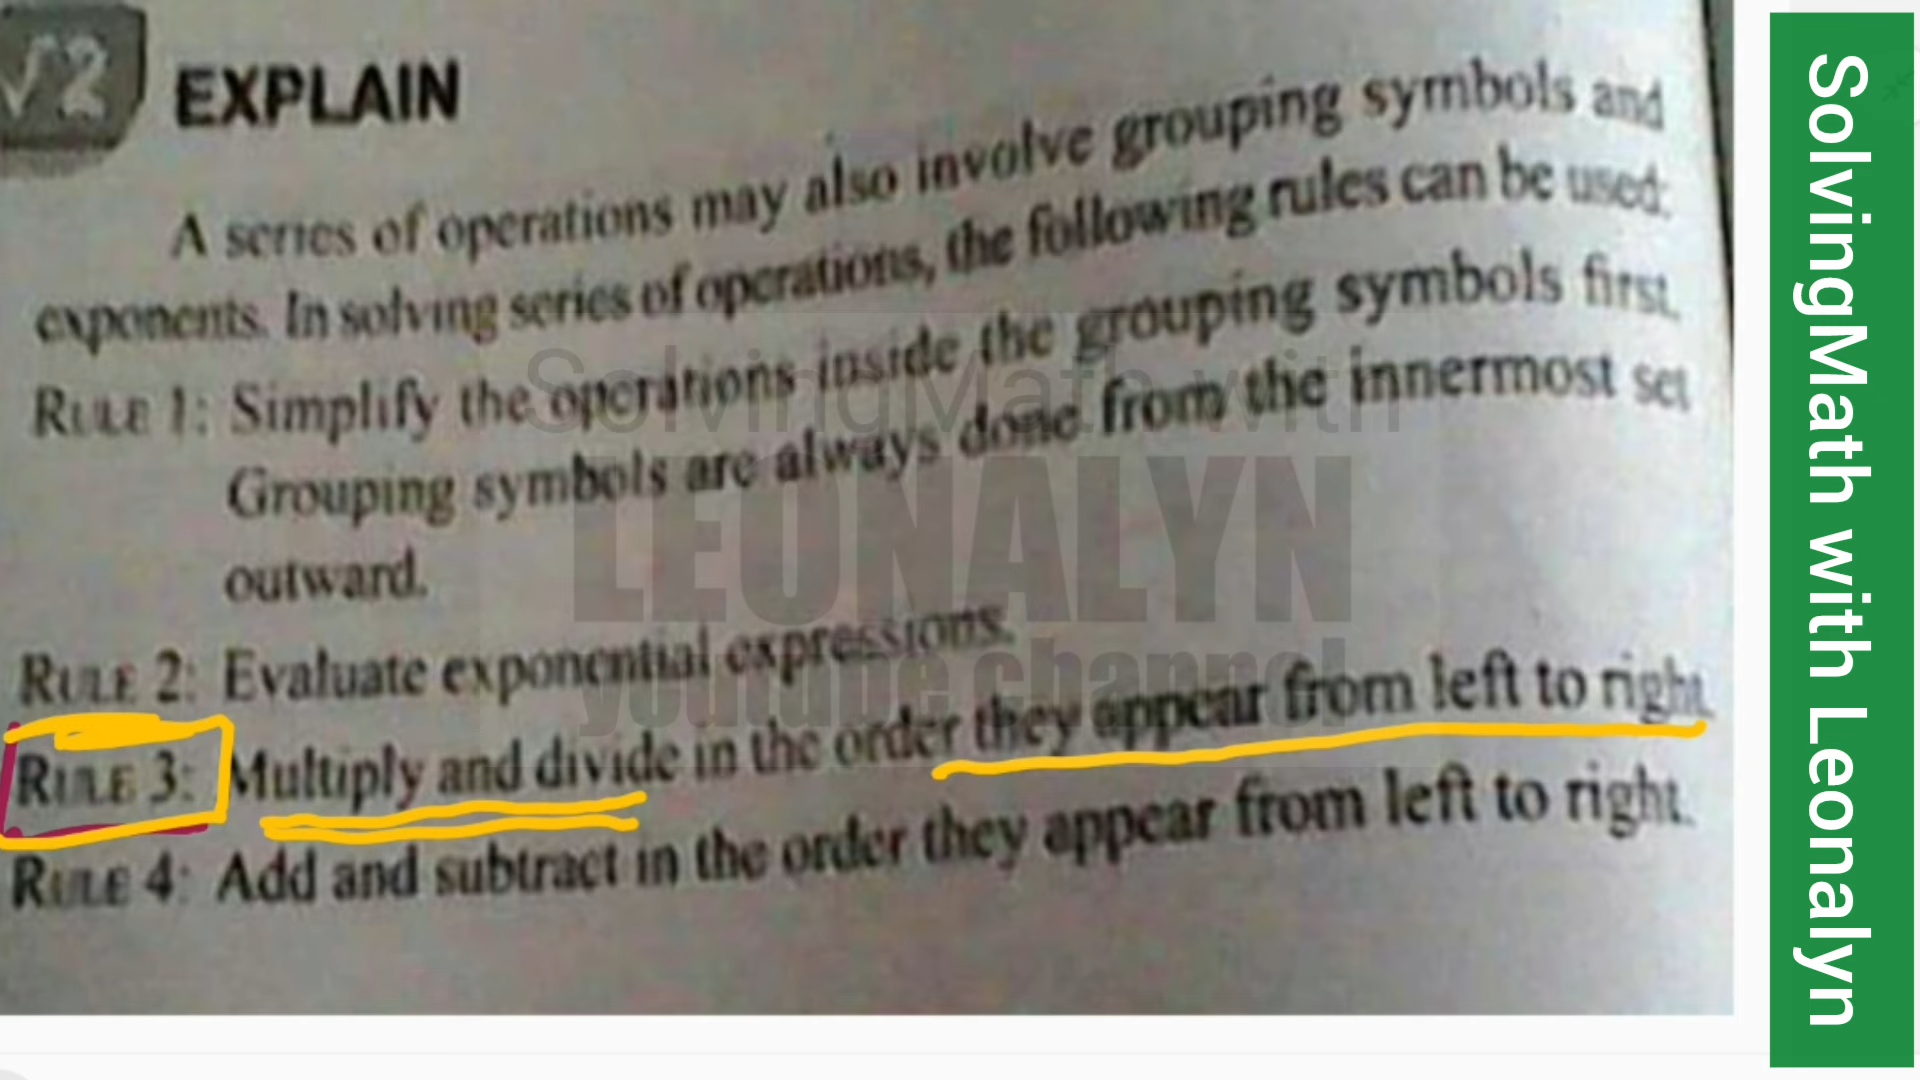 √2
EXPLAIN
A series of operations may also involve grouping symbols and
exponents. In solving series of operations, the following rules can be used:
RULE 1: Simplify the operations inside the grouping symbols first.
Grouping symbols are always done from the innermost set
outward.
RULE 2: Evaluate exponential expressions.
RULE 3: Multiply and divide in the order they appear from left to right.
RULE 4: Add and subtract in the order they appear from left to right.
SolvingMath with
LEONALYN
youtube channel
SolvingMath with Leonalyn